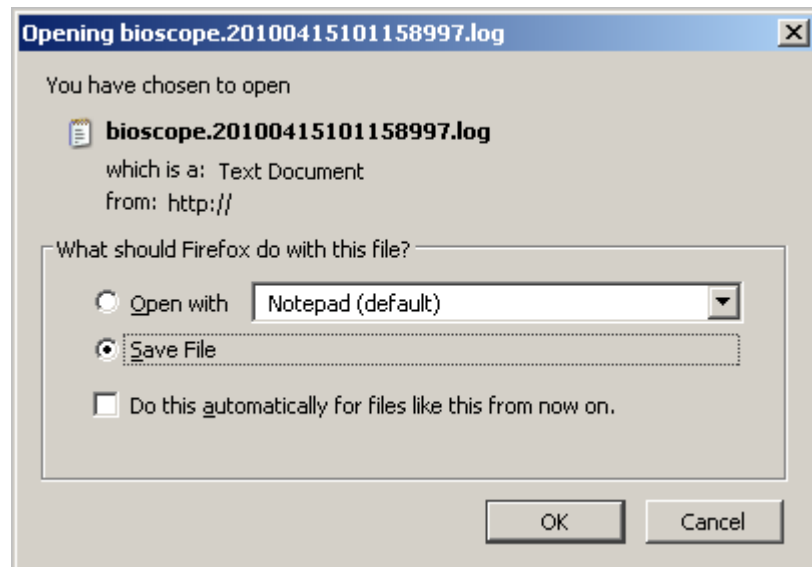 Opening bioscope.20100415101158997.log
You have chosen to open
bioscope.20100415101158997.log
which is a: Text Document
from: http://
What should Firefox do with this file?
Open with Notepad (default)
Save File
Do this automatically for files like this from now on.
OK Cancel